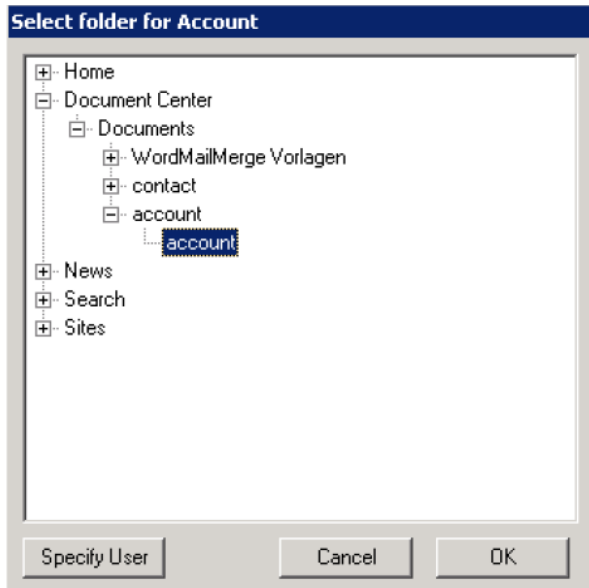 Select folder for Account
Home
Document Center
Documents
WordMailMerge Vorlagen
contact
account
account
News
Search
Sites
Specify User Cancel OK